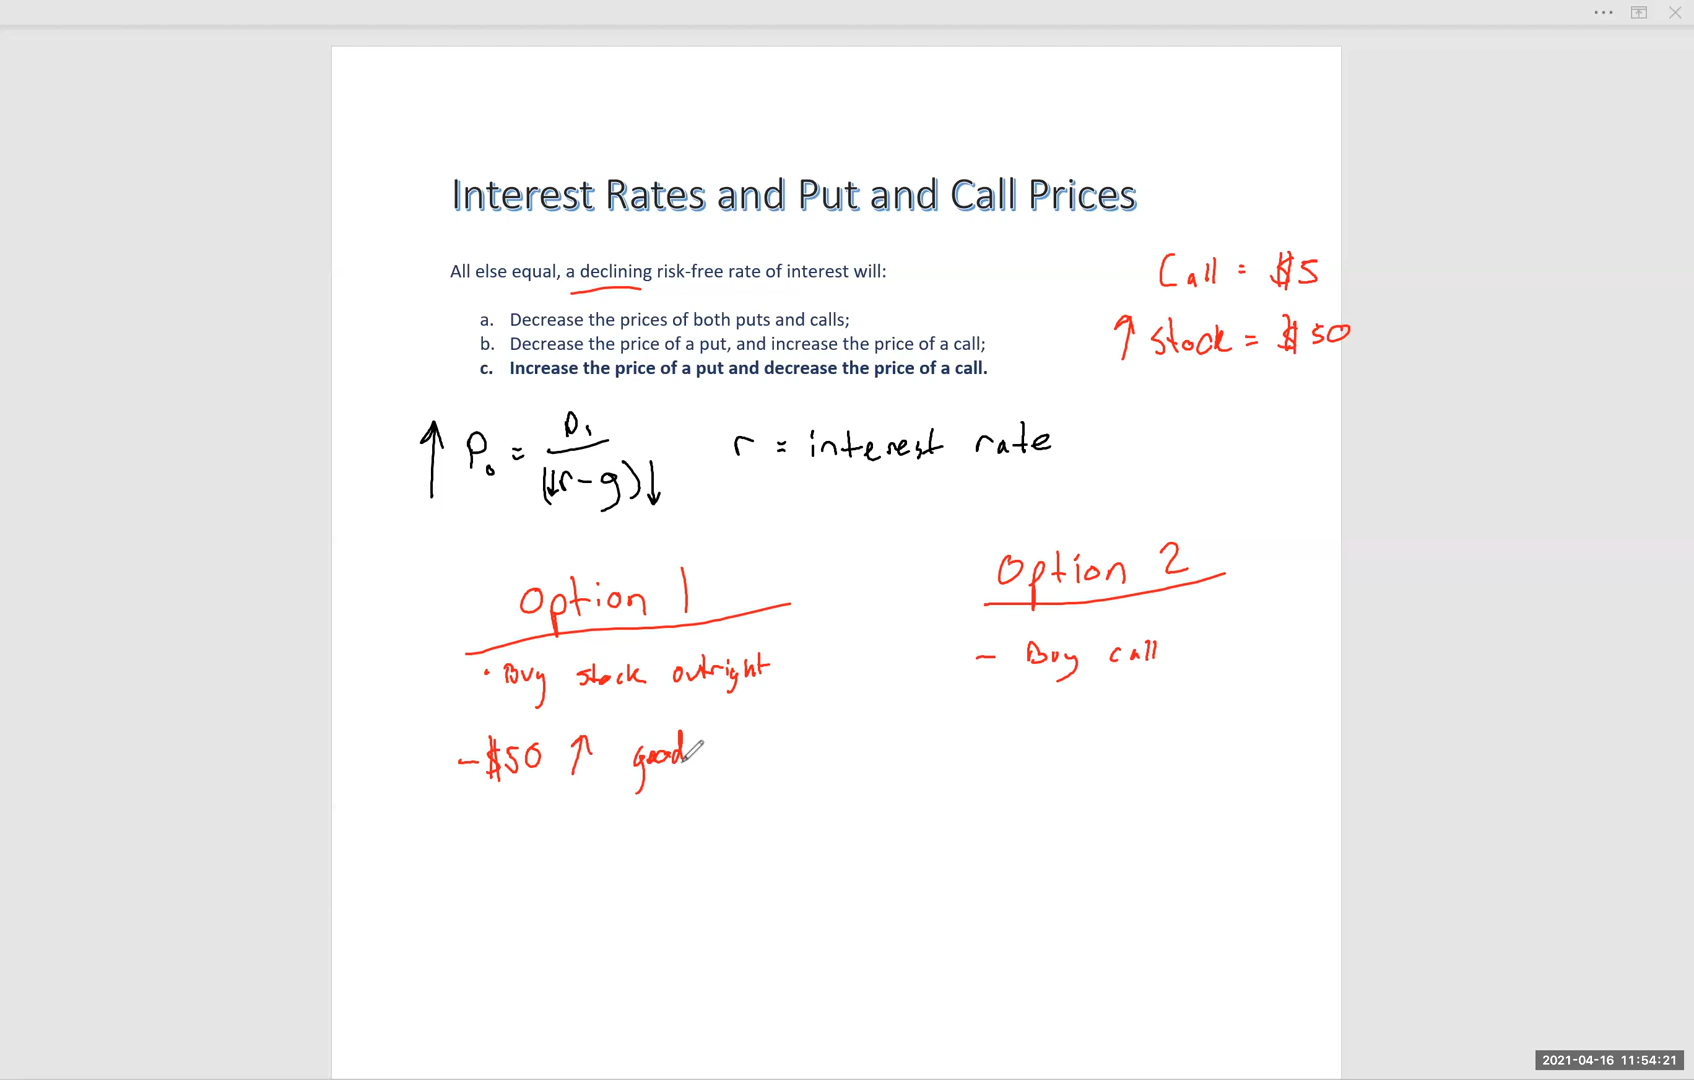 Interest Rates and Put and Call Prices
All else equal, a declining risk-free rate of interest will:
a. Decrease the prices of both puts and calls;
b. Decrease the price of a put, and increase the price of a call;
c. Increase the price of a put and decrease the price of a call.
Call = $5
↑ Stock = $50
↑ P₀ = D₁ / (↓r - g)↓
r = interest rate
Option 1
• Buy stock outright
- $50 ↑ good
Option 2
- Buy call
2021-04-16 11:54:21